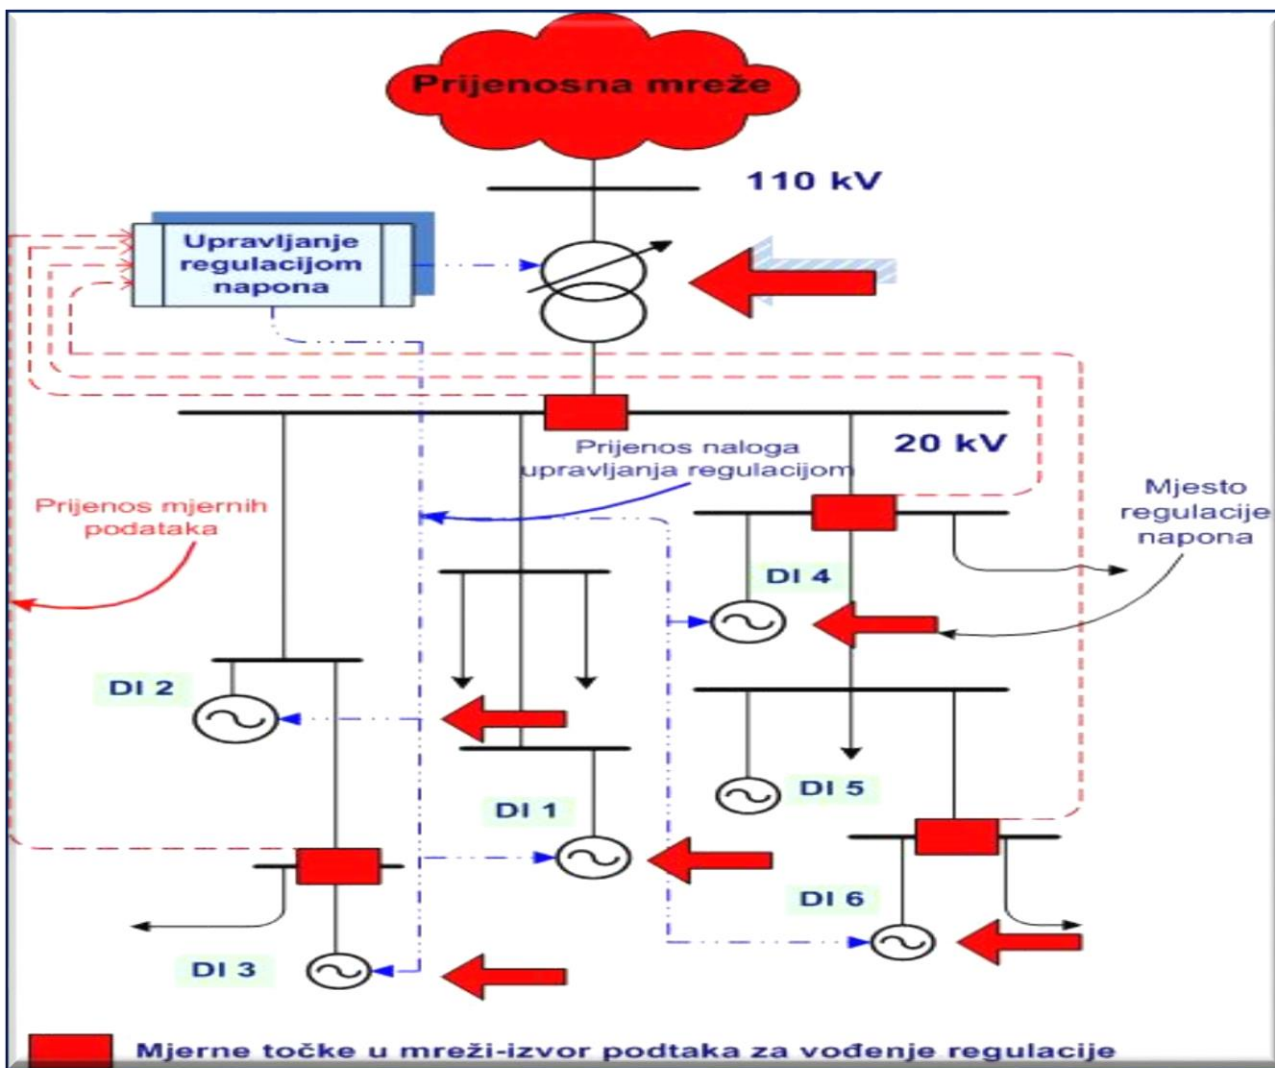 Prijenosna mreže
110 kV
Upravljanje
regulacijom
napona
Prijenos naloga
upravljanja regulacijom
20 kV
Mjesto
regulacije
napona
Prijenos mjernih
podataka
DI 4
DI 2
DI 5
DI 1
DI 6
DI 3
Mjerne točke u mreži-izvor podtaka za vođenje regulacije